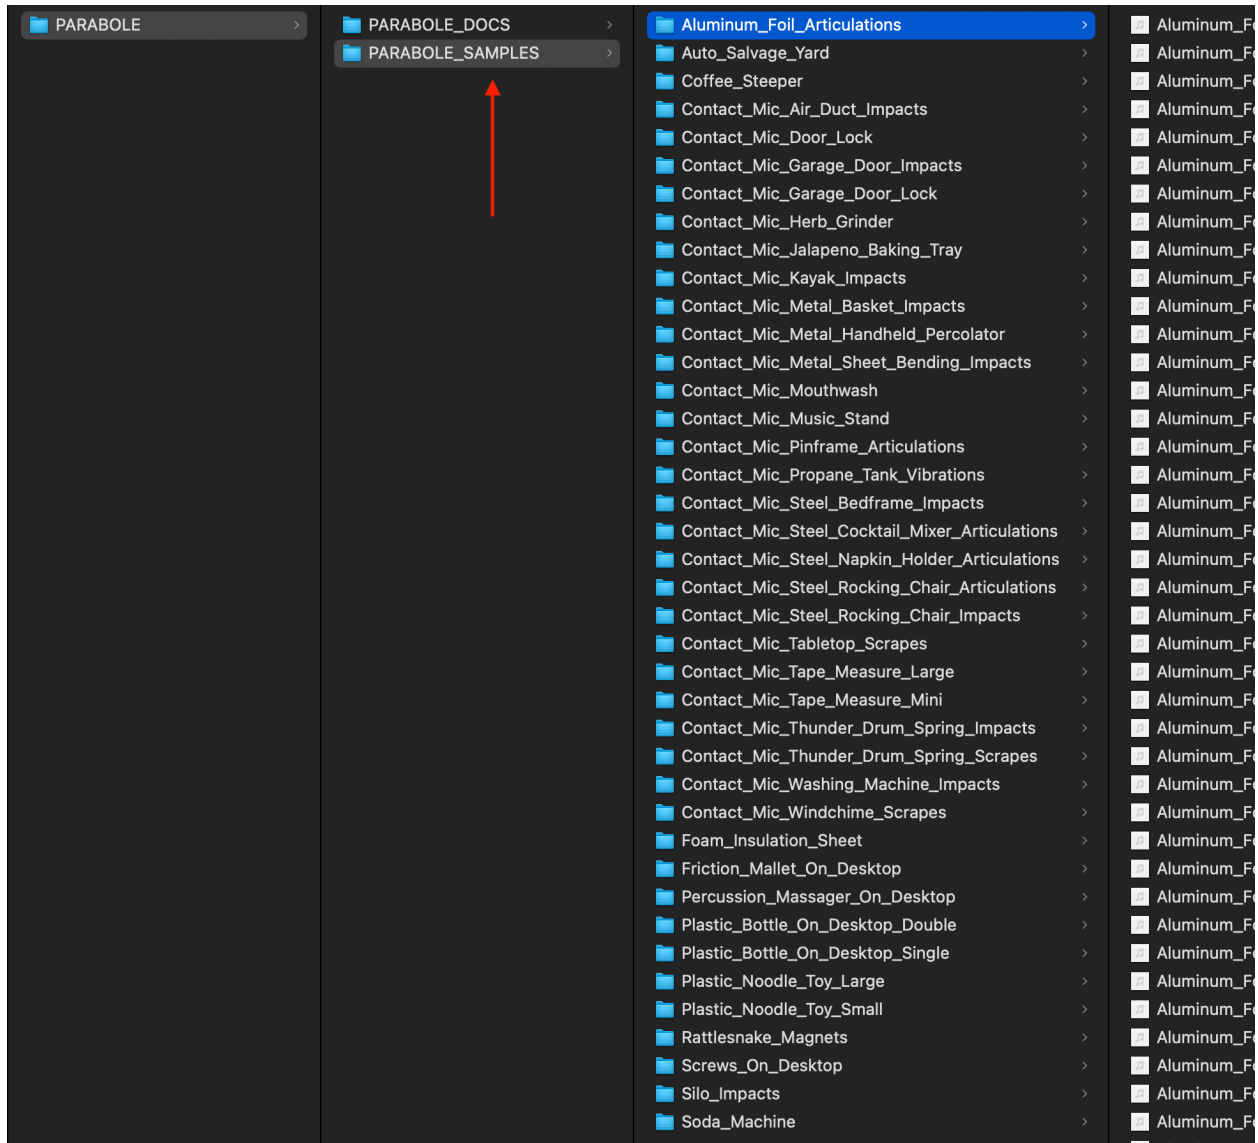 PARABOLE
PARABOLE_DOCS
PARABOLE_SAMPLES
Aluminum_Foil_Articulations
Auto_Salvage_Yard
Coffee_Steeper
Contact_Mic_Air_Duct_Impacts
Contact_Mic_Door_Lock
Contact_Mic_Garage_Door_Impacts
Contact_Mic_Garage_Door_Lock
Contact_Mic_Herb_Grinder
Contact_Mic_Jalapeno_Baking_Tray
Contact_Mic_Kayak_Impacts
Contact_Mic_Metal_Basket_Impacts
Contact_Mic_Metal_Handheld_Percolator
Contact_Mic_Metal_Sheet_Bending_Impacts
Contact_Mic_Mouthwash
Contact_Mic_Music_Stand
Contact_Mic_Pinframe_Articulations
Contact_Mic_Propane_Tank_Vibrations
Contact_Mic_Steel_Bedframe_Impacts
Contact_Mic_Steel_Cocktail_Mixer_Articulations
Contact_Mic_Steel_Napkin_Holder_Articulations
Contact_Mic_Steel_Rocking_Chair_Articulations
Contact_Mic_Steel_Rocking_Chair_Impacts
Contact_Mic_Tabletop_Scrapes
Contact_Mic_Tape_Measure_Large
Contact_Mic_Tape_Measure_Mini
Contact_Mic_Thunder_Drum_Spring_Impacts
Contact_Mic_Thunder_Drum_Spring_Scrapes
Contact_Mic_Washing_Machine_Impacts
Contact_Mic_Windchime_Scrapes
Foam_Insulation_Sheet
Friction_Mallet_On_Desktop
Percussion_Massager_On_Desktop
Plastic_Bottle_On_Desktop_Double
Plastic_Bottle_On_Desktop_Single
Plastic_Noodle_Toy_Large
Plastic_Noodle_Toy_Small
Rattlesnake_Magnets
Screws_On_Desktop
Silo_Impacts
Soda_Machine